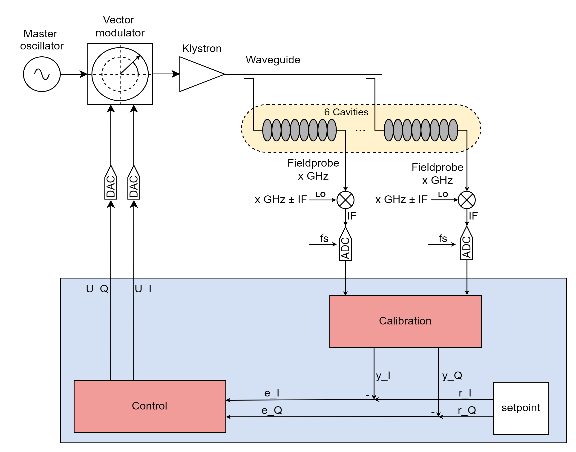 Master
oscillator
Vector
modulator
Klystron
Waveguide
6 Cavities
...
Fieldprobe
x GHz
Fieldprobe
x GHz
x GHz ± IF
LO
IF
x GHz ± IF
LO
IF
DAC
DAC
fs
ADC
fs
ADC
U_Q
U_I
Calibration
y_I
y_Q
e_I
e_Q
-
-
r_I
r_Q
Control
setpoint